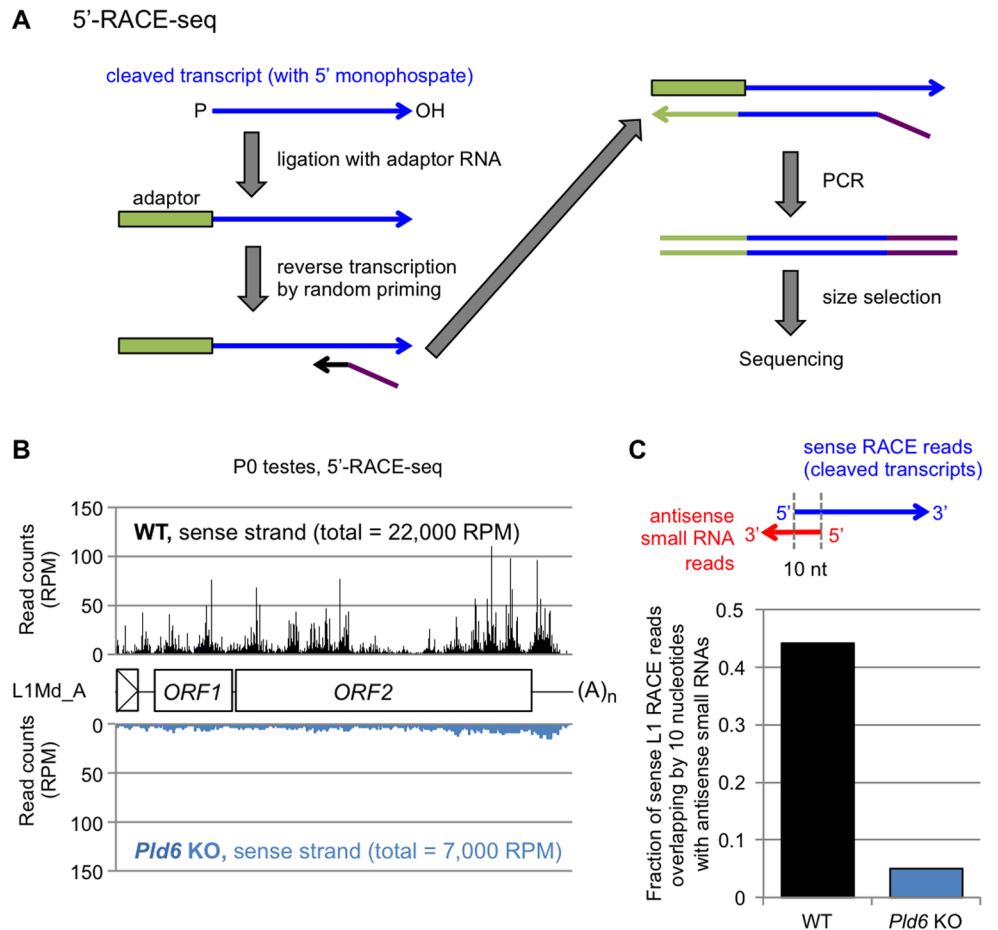 A
5’-RACE-seq
cleaved transcript (with 5’ monophospate)
P
OH
ligation with adaptor RNA
adaptor
reverse transcription
by random priming
PCR
size selection
Sequencing
B
P0 testes, 5’-RACE-seq
Read counts
(RPM)
150
100
50
0
WT, sense strand (total = 22,000 RPM)
L1Md_A
ORF1
ORF2
(A)n
Read counts
(RPM)
0
50
100
150
Pld6 KO, sense strand (total = 7,000 RPM)
C
sense RACE reads
(cleaved transcripts)
5’
3’
antisense
small RNA
reads
3’
5’
10 nt
Fraction of sense L1 RACE reads
overlapping by 10 nucleotides
with antisense small RNAs
0.5
0.4
0.3
0.2
0.1
0
WT
Pld6 KO